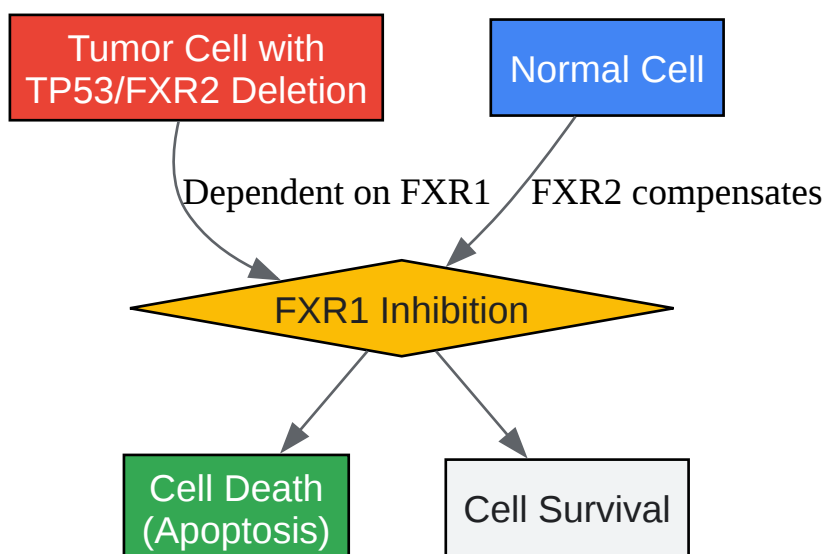 Tumor Cell with
TP53/FXR2 Deletion
Normal Cell
Dependent on FXR1
FXR2 compensates
FXR1 Inhibition
Cell Death
(Apoptosis)
Cell Survival